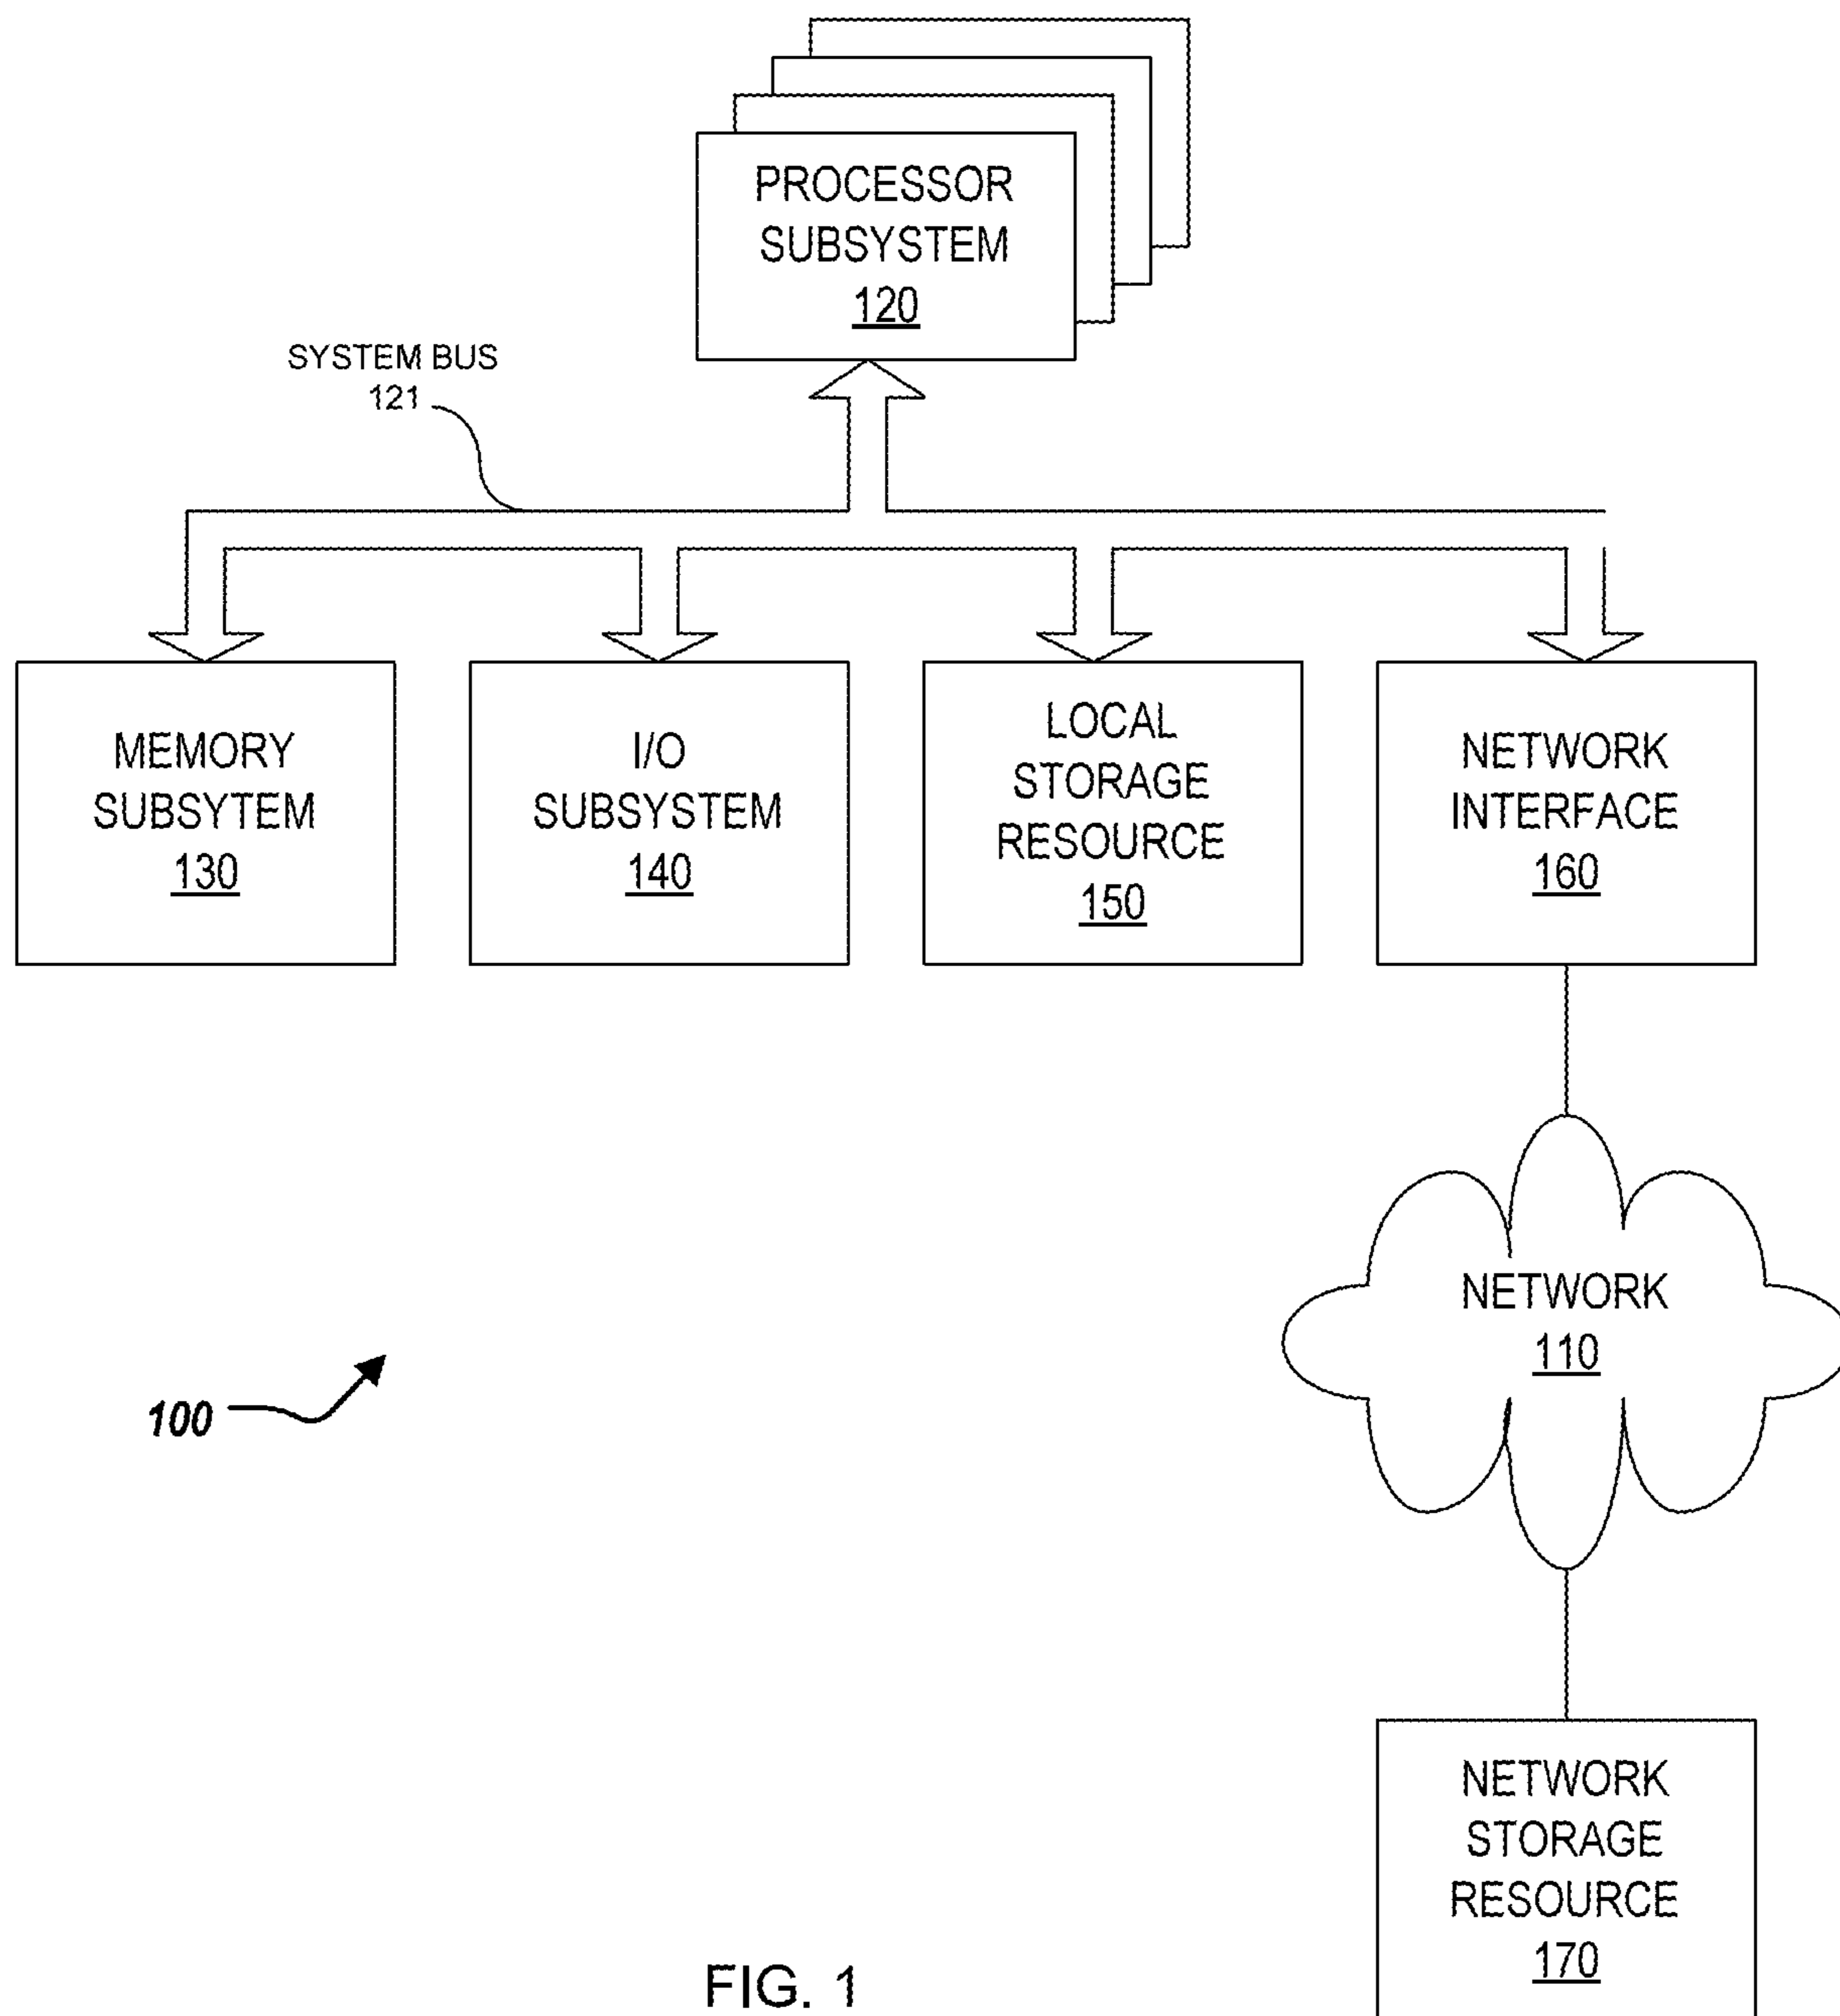 PROCESSOR
SUBSYSTEM
120
SYSTEM BUS
121
MEMORY
SUBSYTEM
130
I/O
SUBSYSTEM
140
LOCAL
STORAGE
RESOURCE
150
NETWORK
INTERFACE
160
NETWORK
110
100
NETWORK
STORAGE
RESOURCE
170
FIG. 1